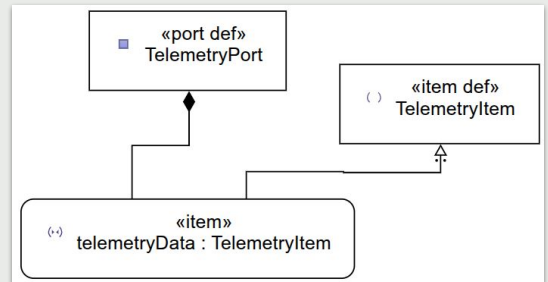 «port def»
TelemetryPort
«item def»
TelemetryItem
«item»
telemetryData : TelemetryItem